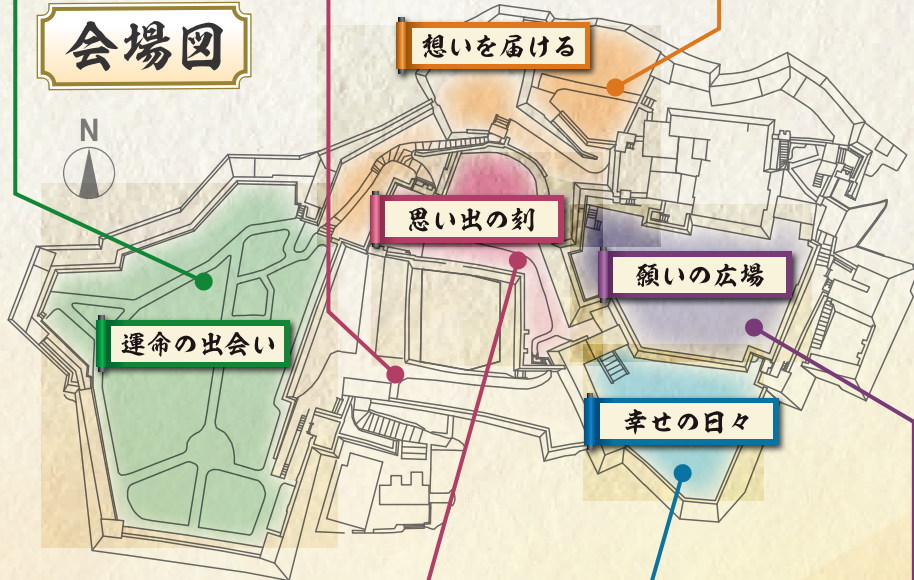 会場図
想いを届ける
N
思い出の刻
願いの広場
運命の出会い
幸せの日々